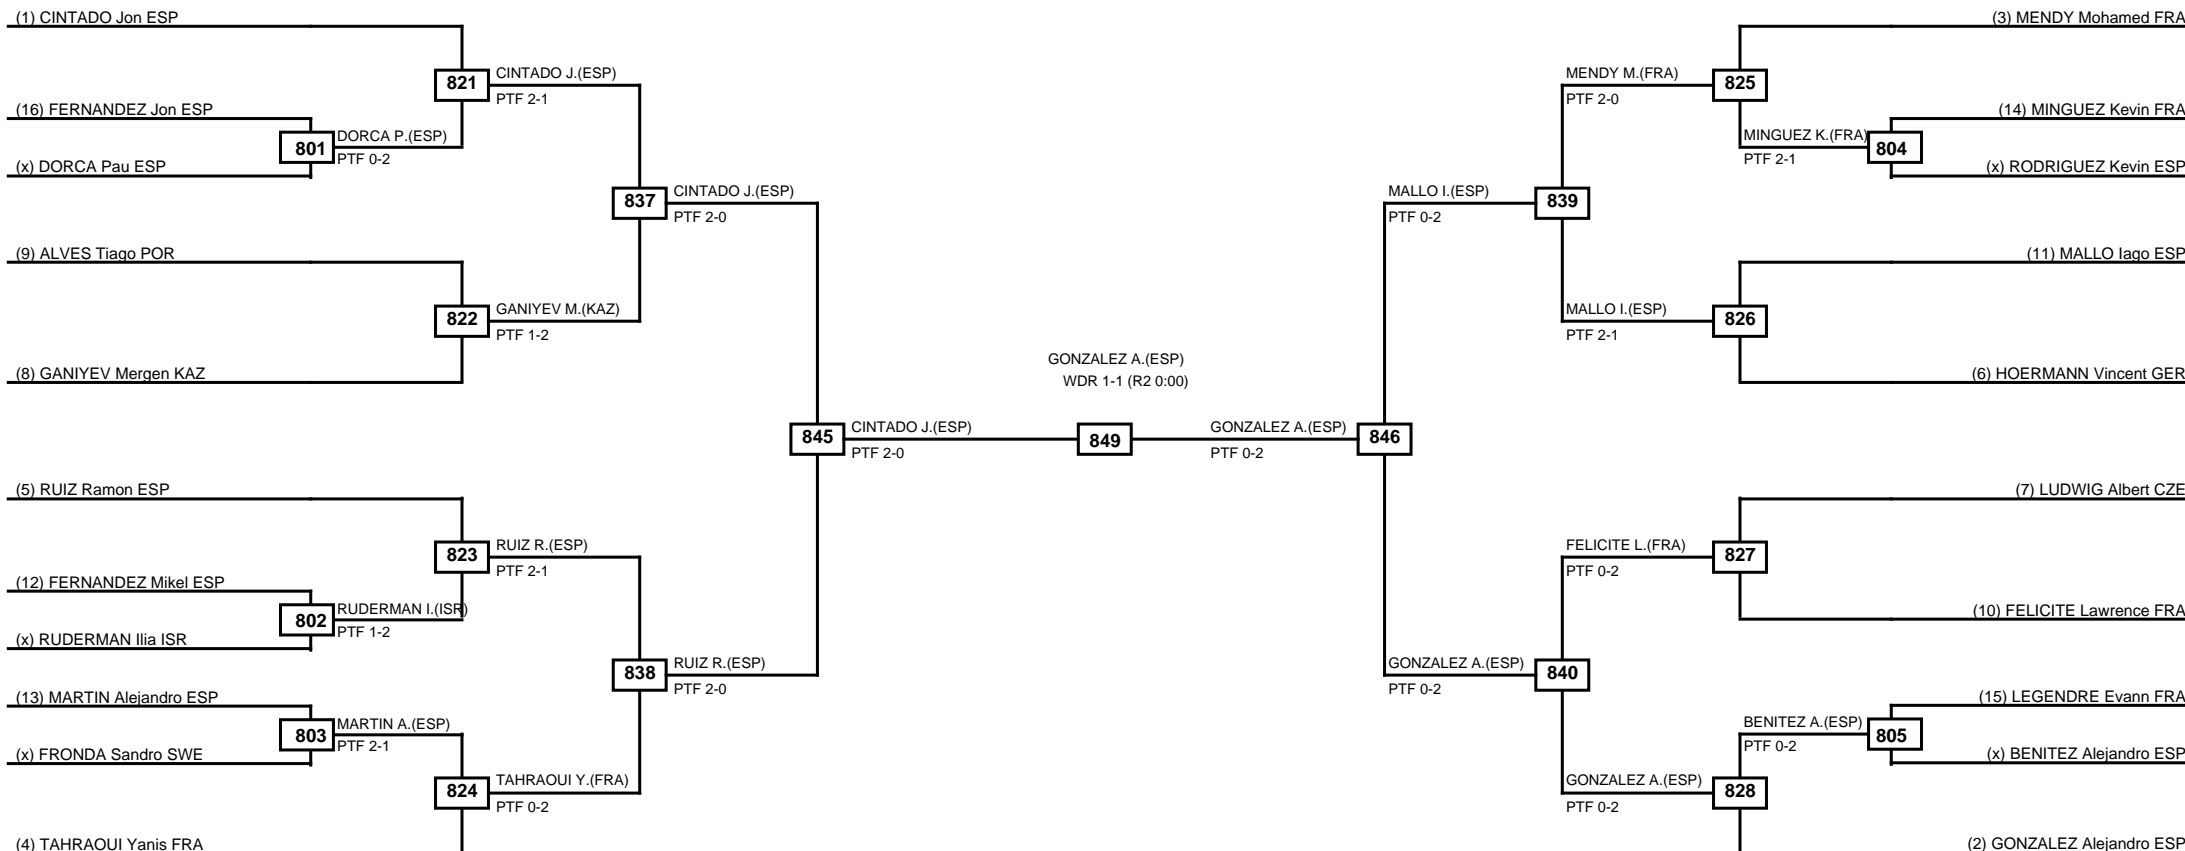 (1) CINTADO Jon ESP
(3) MENDY Mohamed FRA
821
CINTADO J.(ESP)
PTF 2-1
MENDY M.(FRA)
PTF 2-0
825
(16) FERNANDEZ Jon ESP
(14) MINGUEZ Kevin FRA
801
DORCA P.(ESP)
PTF 0-2
MINGUEZ K.(FRA)
PTF 2-1
804
(x) DORCA Pau ESP
(x) RODRIGUEZ Kevin ESP
837
CINTADO J.(ESP)
PTF 2-0
MALLO I.(ESP)
PTF 0-2
839
(9) ALVES Tiago POR
(11) MALLO Iago ESP
822
GANIYEV M.(KAZ)
PTF 1-2
MALLO I.(ESP)
PTF 2-1
826
(8) GANIYEV Mergen KAZ
(6) HOERMANN Vincent GER
GONZALEZ A.(ESP)
WDR 1-1 (R2 0:00)
845
CINTADO J.(ESP)
PTF 2-0
849
GONZALEZ A.(ESP)
PTF 0-2
846
(5) RUIZ Ramon ESP
(7) LUDWIG Albert CZE
823
RUIZ R.(ESP)
PTF 2-1
FELICITE L.(FRA)
PTF 0-2
827
(12) FERNANDEZ Mikel ESP
802
RUDERMAN I.(ISR)
PTF 1-2
(10) FELICITE Lawrence FRA
(x) RUDERMAN Ilia ISR
838
RUIZ R.(ESP)
PTF 2-0
GONZALEZ A.(ESP)
PTF 0-2
840
(13) MARTIN Alejandro ESP
(15) LEGENDRE Evann FRA
803
MARTIN A.(ESP)
PTF 2-1
BENITEZ A.(ESP)
PTF 0-2
805
(x) FRONDA Sandro SWE
(x) BENITEZ Alejandro ESP
824
TAHRAOUI Y.(FRA)
PTF 0-2
GONZALEZ A.(ESP)
PTF 0-2
828
(4) TAHRAOUI Yanis FRA
(2) GONZALEZ Alejandro ESP